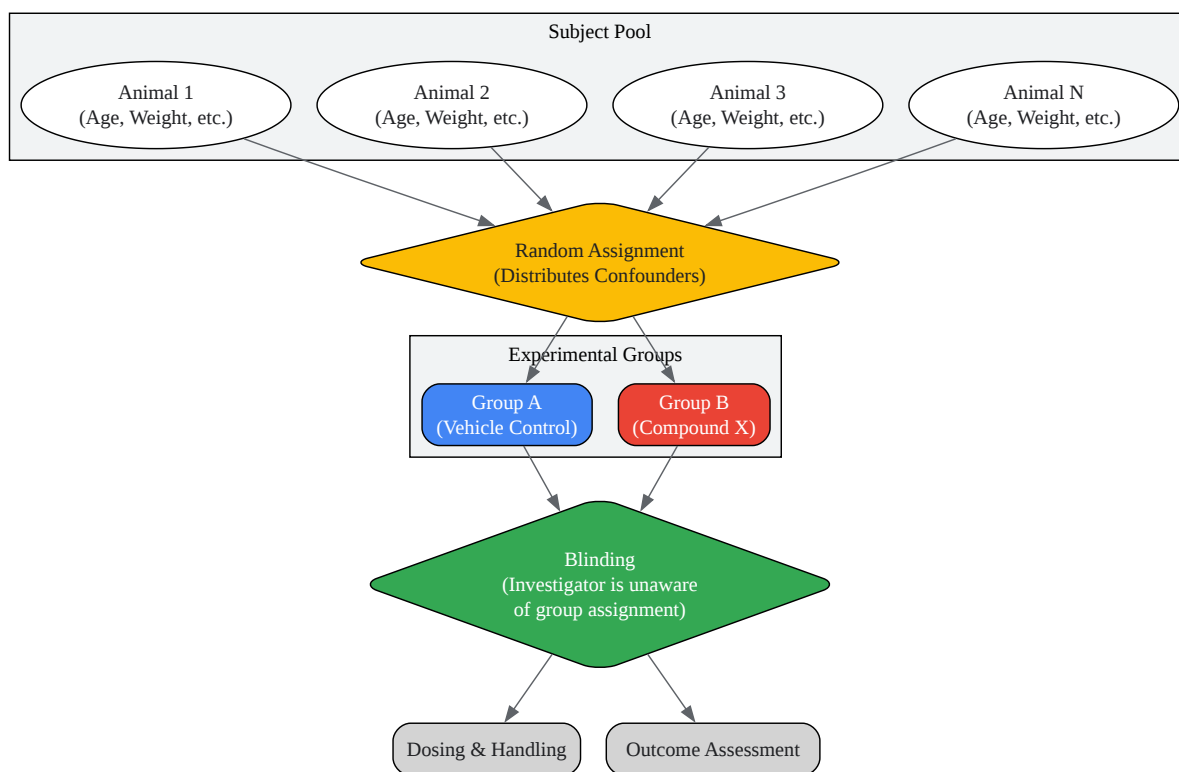 Subject Pool
Animal 1
(Age, Weight, etc.)
Animal 2
(Age, Weight, etc.)
Animal 3
(Age, Weight, etc.)
Animal N
(Age, Weight, etc.)
Random Assignment
(Distributes Confounders)
Experimental Groups
Group A
(Vehicle Control)
Group B
(Compound X)
Blinding
(Investigator is unaware
of group assignment)
Dosing & Handling
Outcome Assessment